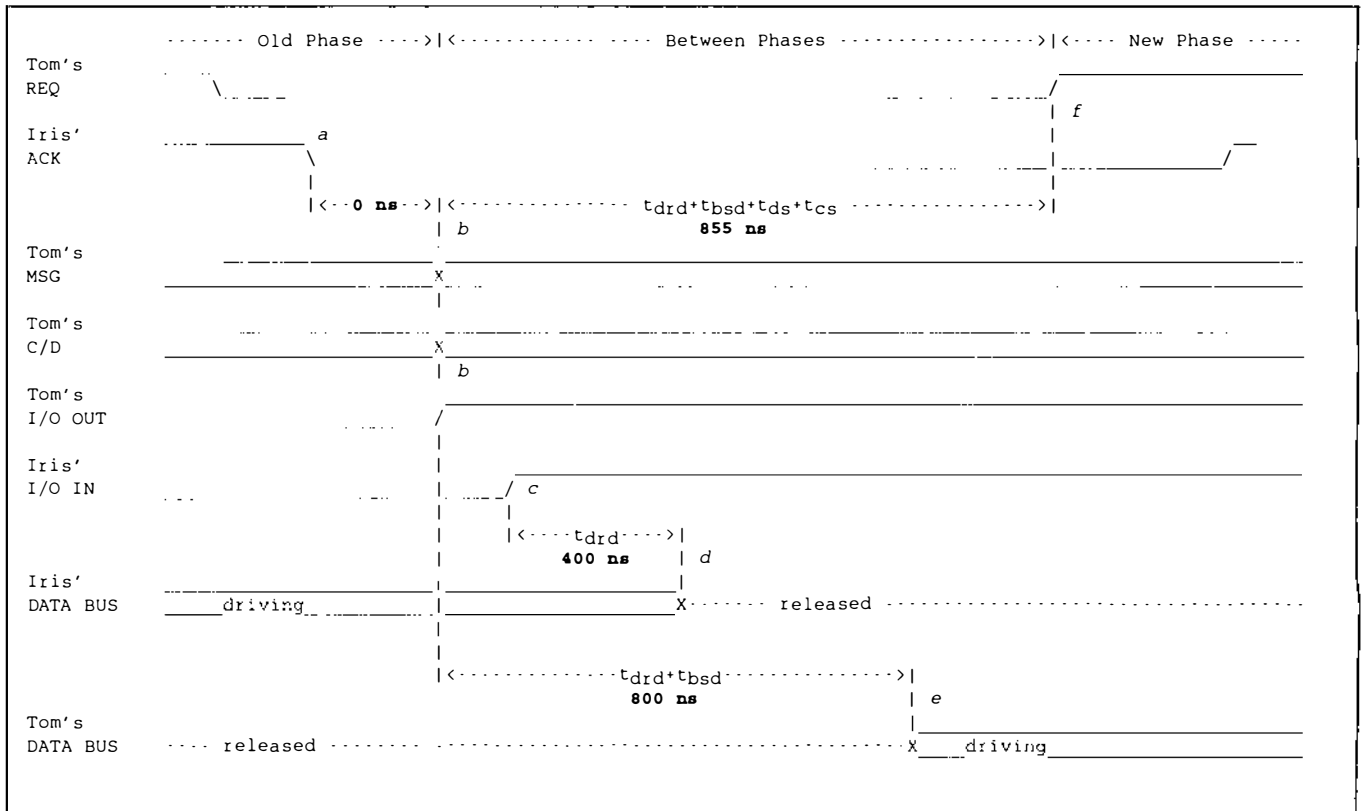 Old Phase Between Phases New Phase
Tom's
REQ
f
Iris'
ACK
a
0 ns tdrd+tbsd+tds+tcs
b 855 ns
Tom's
MSG
X
Tom's
C/D
X
b
Tom's
I/O OUT
Iris'
I/O IN
c
tdrd
400 ns d
Iris'
DATA BUS driving X released
tdrd+tbsd
800 ns e
Tom's
DATA BUS released X driving